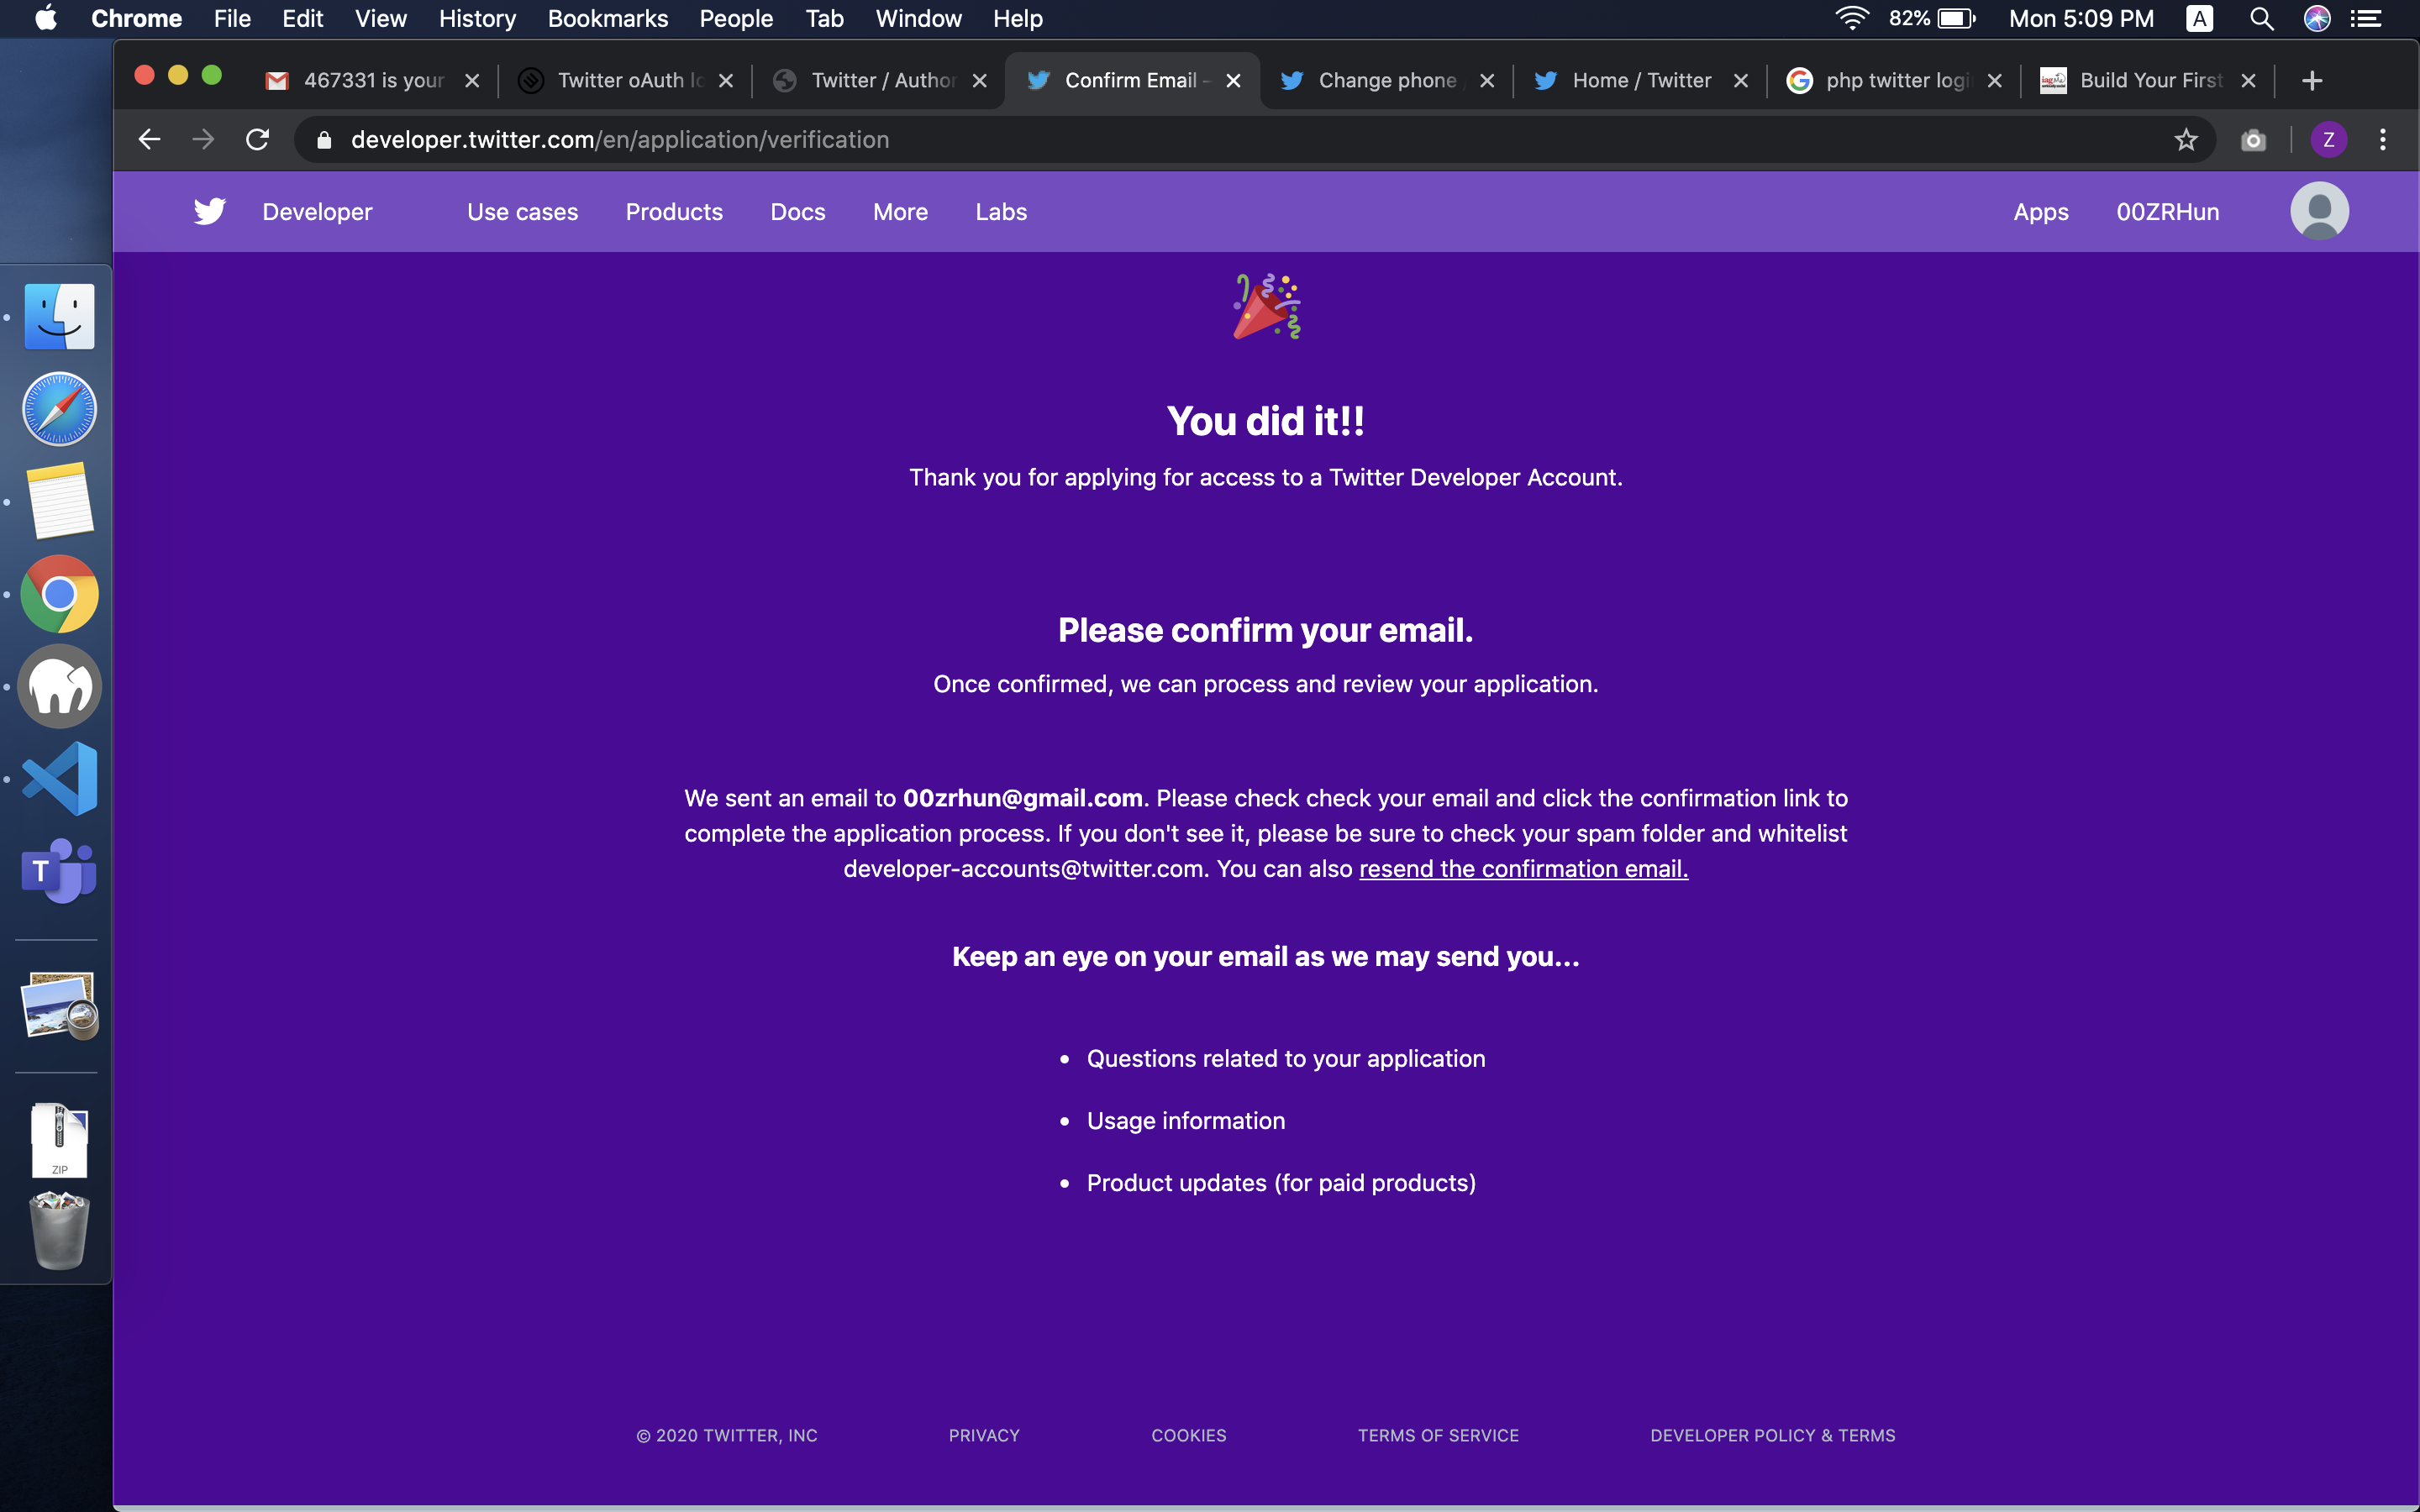 Chrome File Edit View History Bookmarks People Tab Window Help 82% Mon 5:09 PM A
467331 is your Twitter oAuth lo Twitter / Author Confirm Email - Change phone Home / Twitter php twitter logi Build Your First
developer.twitter.com/en/application/verification Z
Developer Use cases Products Docs More Labs Apps 00ZRHun
You did it!!
Thank you for applying for access to a Twitter Developer Account.
Please confirm your email.
Once confirmed, we can process and review your application.
We sent an email to 00zrhun@gmail.com. Please check check your email and click the confirmation link to
complete the application process. If you don't see it, please be sure to check your spam folder and whitelist
developer-accounts@twitter.com. You can also resend the confirmation email.
Keep an eye on your email as we may send you...
• Questions related to your application
• Usage information
• Product updates (for paid products)
T
ZIP
© 2020 TWITTER, INC PRIVACY COOKIES TERMS OF SERVICE DEVELOPER POLICY & TERMS